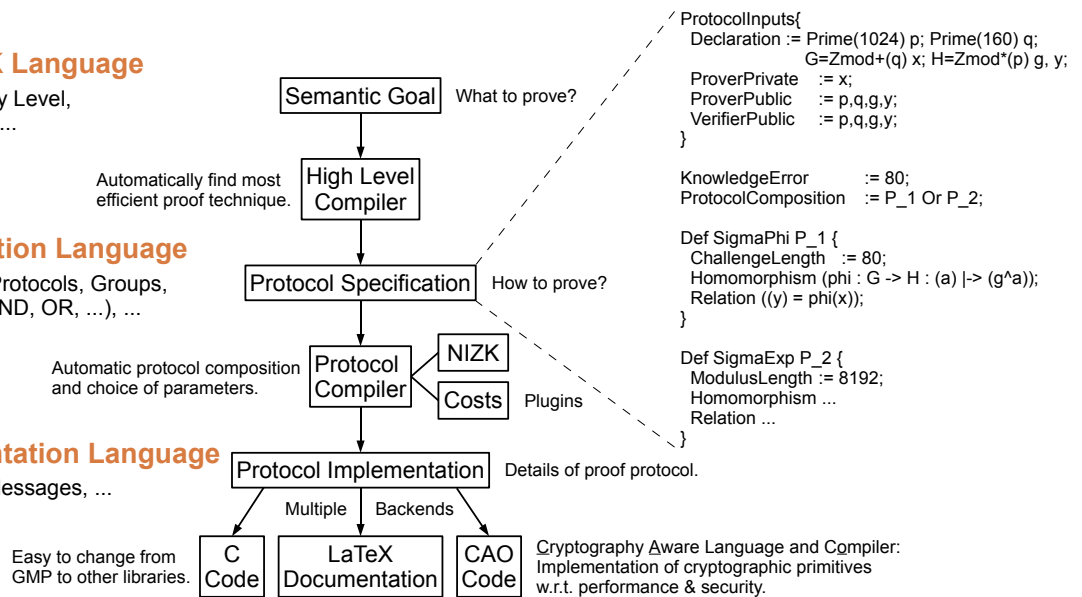 X Language
y Level,
...
Semantic Goal
What to prove?
Automatically find most
efficient proof technique.
High Level
Compiler
tion Language
Protocols, Groups,
ND, OR, ...), ...
Protocol Specification
How to prove?
Automatic protocol composition
and choice of parameters.
Protocol
Compiler
NIZK
Costs
Plugins
ntation Language
Messages, ...
Protocol Implementation
Details of proof protocol.
Multiple Backends
Easy to change from
GMP to other libraries.
C
Code
LaTeX
Documentation
CAO
Code
Cryptography Aware Language and Compiler:
Implementation of cryptographic primitives
w.r.t. performance & security.
ProtocolInputs{
Declaration := Prime(1024) p; Prime(160) q;
G=Zmod+(q) x; H=Zmod*(p) g, y;
ProverPrivate := x;
ProverPublic := p,q,g,y;
VerifierPublic := p,q,g,y;
}
KnowledgeError := 80;
ProtocolComposition := P_1 Or P_2;
Def SigmaPhi P_1 {
ChallengeLength := 80;
Homomorphism (phi : G -> H : (a) |-> (g^a));
Relation ((y) = phi(x));
}
Def SigmaExp P_2 {
ModulusLength := 8192;
Homomorphism ...
Relation ...
}